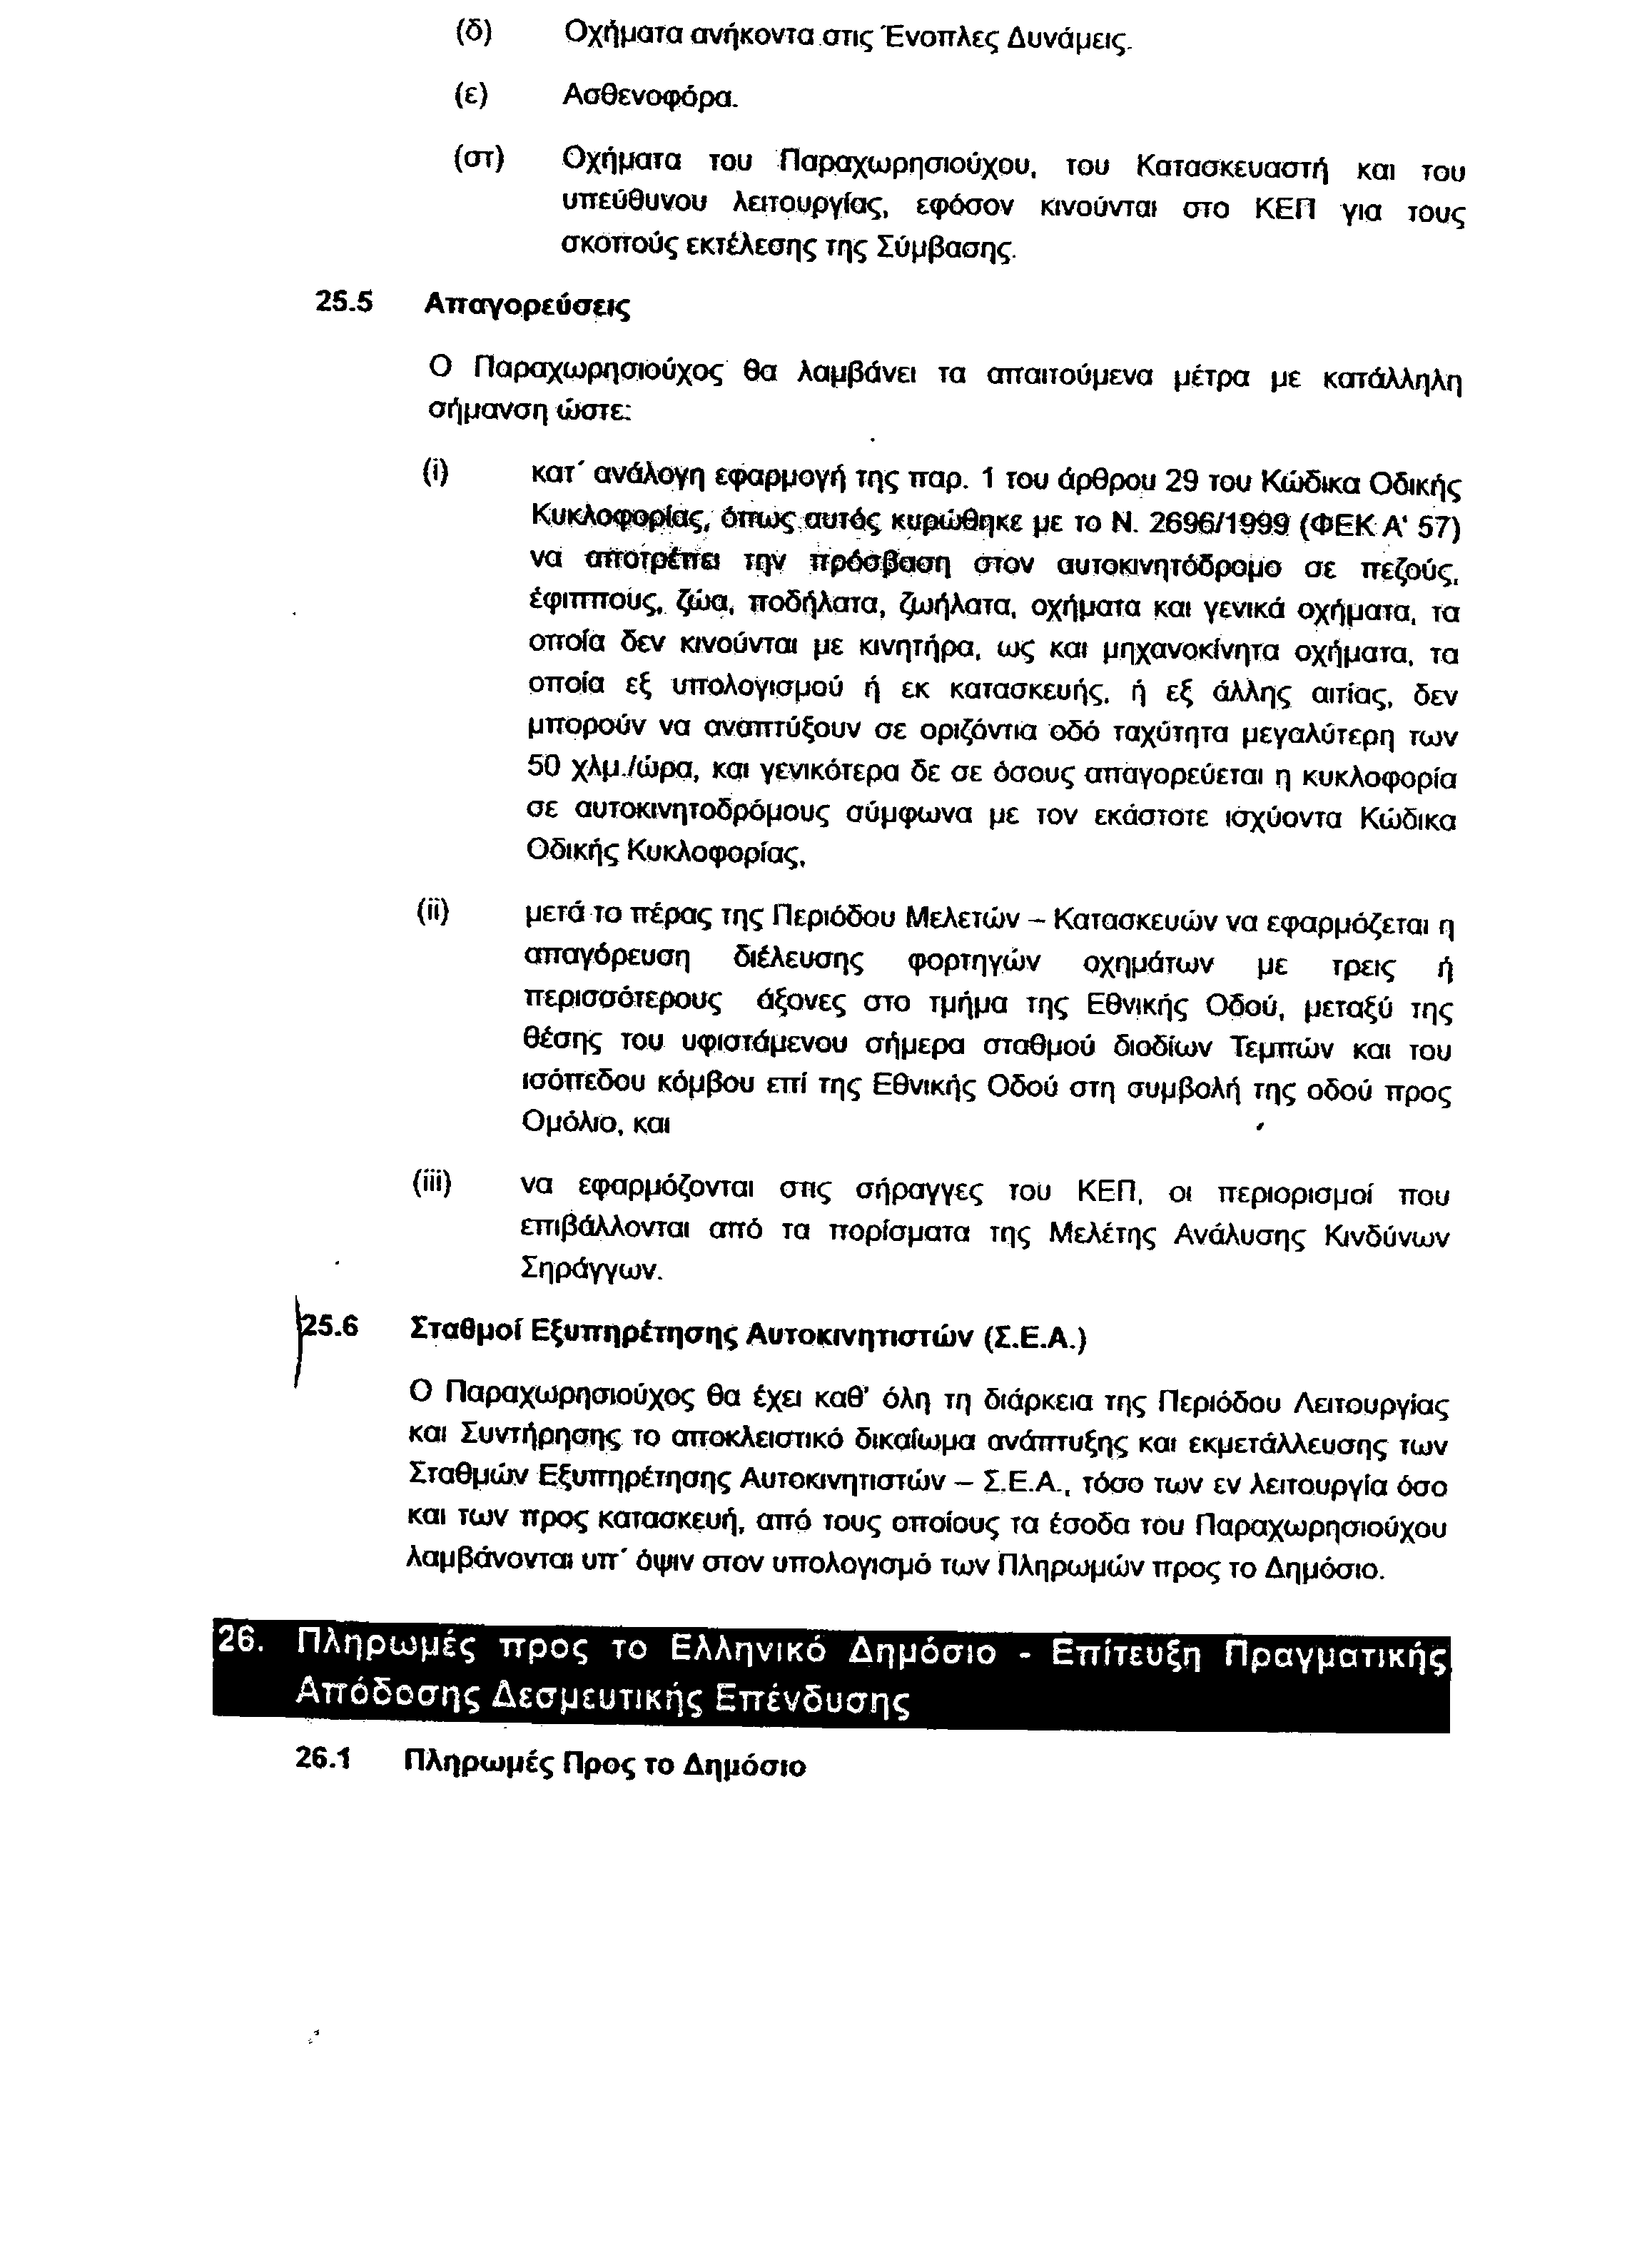 (δ) Οχήματα ανήκοντα στις Ένοπλες Δυνάμεις.
(ε) Ασθενοφόρα.
(στ) Οχήματα του Παραχωρησιούχου, του Κατασκευαστή και του
υπεύθυνου λειτουργίας, εφόσον κινούνται στο ΚΕΠ για τους
σκοπούς εκτέλεσης της Σύμβασης.
25.5 Απαγορεύσεις
Ο Παραχωρησιούχος θα λαμβάνει τα απαιτούμενα μέτρα με κατάλληλη
σήμανση ώστε:
(i) κατ΄ ανάλογη εφαρμογή της παρ. 1 του άρθρου 29 του Κώδικα Οδικής
Κυκλοφορίας, όπως αυτός κυρώθηκε με το Ν. 2696/1999 (ΦΕΚ Α' 57)
να αποτρέπει την πρόσβαση στον αυτοκινητόδρομο σε πεζούς,
έφιππους, ζώα, ποδήλατα, ζωήλατα, οχήματα και γενικά οχήματα, τα
οποία δεν κινούνται με κινητήρα, ως και μηχανοκίνητα οχήματα, τα
οποία εξ υπολογισμού ή εκ κατασκευής, ή εξ άλλης αιτίας, δεν
μπορούν να αναπτύξουν σε οριζόντια οδό ταχύτητα μεγαλύτερη των
50 χλμ./ώρα, και γενικότερα δε σε όσους απαγορεύεται η κυκλοφορία
σε αυτοκινητοδρόμους σύμφωνα με τον εκάστοτε ισχύοντα Κώδικα
Οδικής Κυκλοφορίας,
(ii) μετά το πέρας της Περιόδου Μελετών – Κατασκευών να εφαρμόζεται η
απαγόρευση διέλευσης φορτηγών οχημάτων με τρεις ή
περισσότερους άξονες στο τμήμα της Εθνικής Οδού, μεταξύ της
θέσης του υφιστάμενου σήμερα σταθμού διοδίων Τεμπών και του
ισόπεδου κόμβου επί της Εθνικής Οδού στη συμβολή της οδού προς
Ομόλιο, και
(iii) να εφαρμόζονται στις σήραγγες του ΚΕΠ, οι περιορισμοί που
επιβάλλονται από τα πορίσματα της Μελέτης Ανάλυσης Κινδύνων
Σηράγγων.
25.6 Σταθμοί Εξυπηρέτησης Αυτοκινητιστών (Σ.Ε.Α.)
Ο Παραχωρησιούχος θα έχει καθ' όλη τη διάρκεια της Περιόδου Λειτουργίας
και Συντήρησης το αποκλειστικό δικαίωμα ανάπτυξης και εκμετάλλευσης των
Σταθμών Εξυπηρέτησης Αυτοκινητιστών – Σ.Ε.Α., τόσο των εν λειτουργία όσο
και των προς κατασκευή, από τους οποίους τα έσοδα του Παραχωρησιούχου
λαμβάνονται υπ΄ όψιν στον υπολογισμό των Πληρωμών προς το Δημόσιο.
26. Πληρωμές προς το Ελληνικό Δημόσιο - Επίτευξη Πραγματικής
Απόδοσης Δεσμευτικής Επένδυσης
26.1 Πληρωμές Προς το Δημόσιο